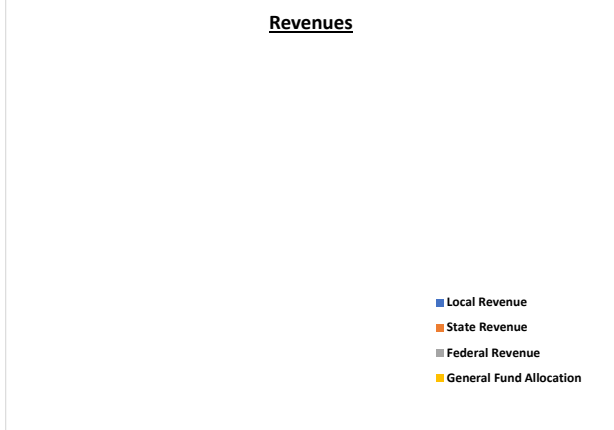 Revenues
Local Revenue
State Revenue
Federal Revenue
General Fund Allocation